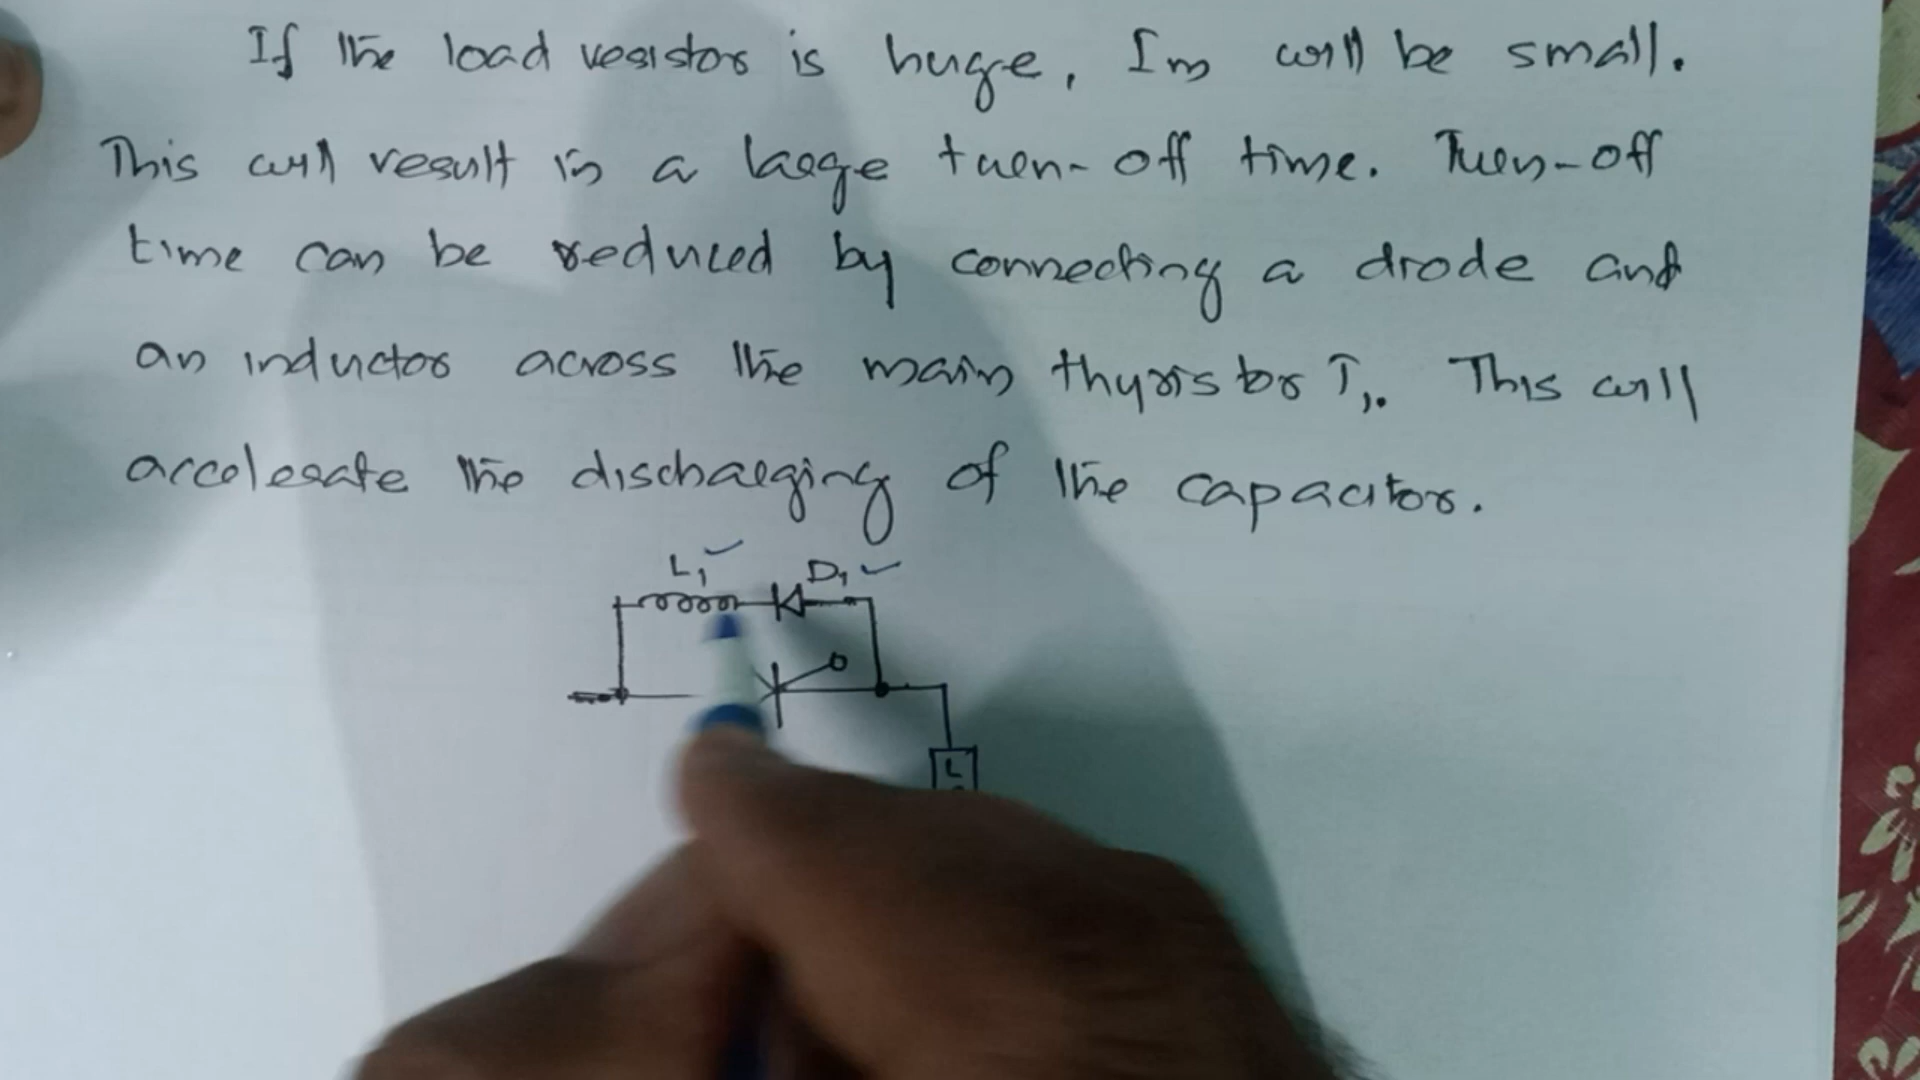 If the load resistor is huge, Im will be small.
This will result in a large turn-off time. Turn-off
time can be reduced by connecting a diode and
an inductor across the main thyristor T1. This will
accelerate the discharging of the capacitor.
L1 D1
L